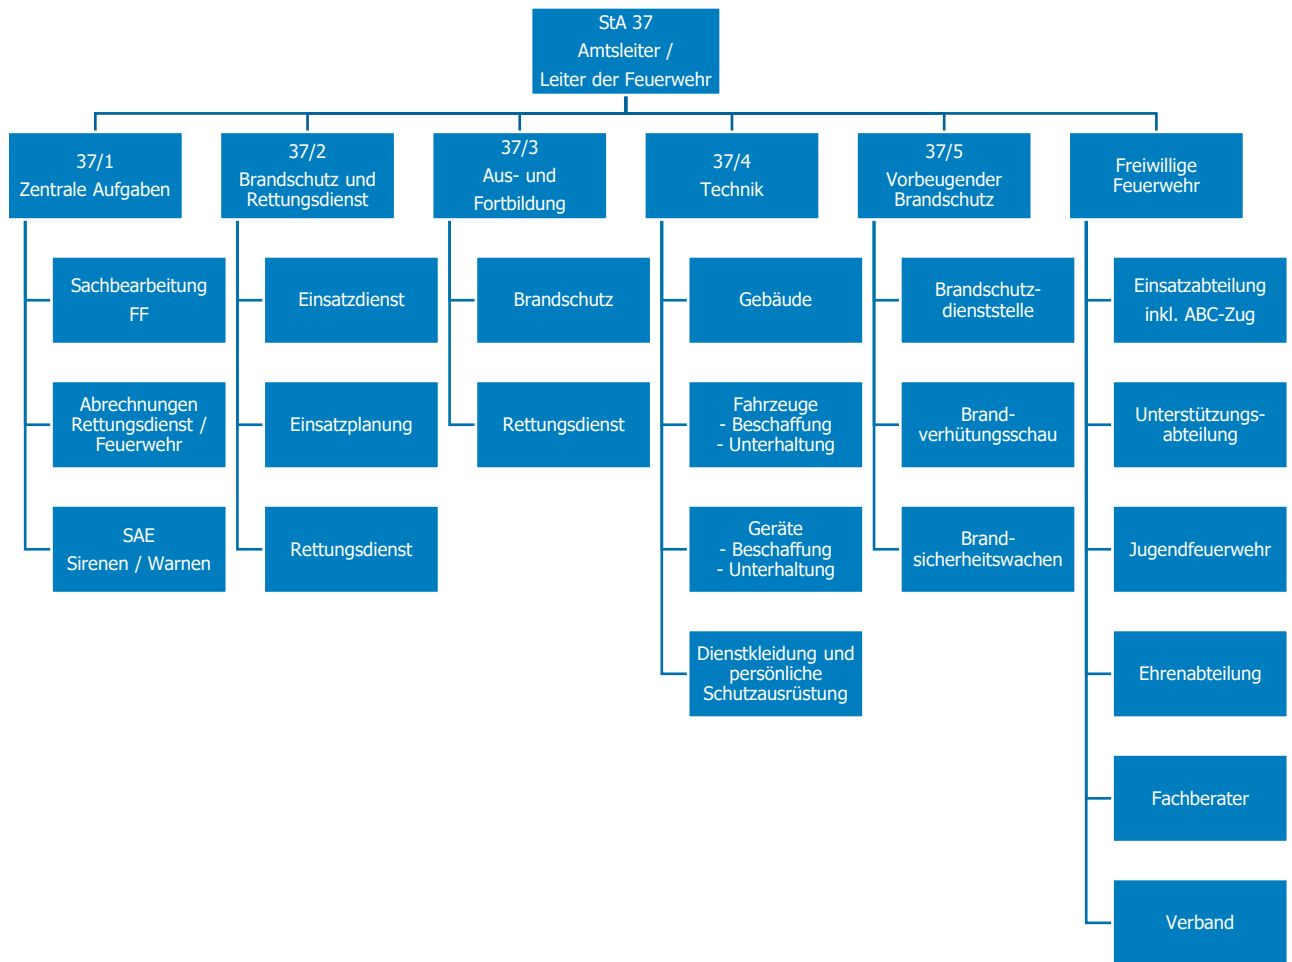 StA 37
Amtsleiter /
Leiter der Feuerwehr
37/1
Zentrale Aufgaben
Sachbearbeitung
FF
Abrechnungen
Rettungsdienst /
Feuerwehr
SAE
Sirenen / Warnen
37/2
Brandschutz und
Rettungsdienst
Einsatzdienst
Einsatzplanung
Rettungsdienst
37/3
Aus- und
Fortbildung
Brandschutz
Rettungsdienst
37/4
Technik
Gebäude
Fahrzeuge
- Beschaffung
- Unterhaltung
Geräte
- Beschaffung
- Unterhaltung
Dienstkleidung und
persönliche
Schutzausrüstung
37/5
Vorbeugender
Brandschutz
Brandschutz-
dienststelle
Brand-
verhütungsschau
Brand-
sicherheitswachen
Freiwillige
Feuerwehr
Einsatzabteilung
inkl. ABC-Zug
Unterstützungs-
abteilung
Jugendfeuerwehr
Ehrenabteilung
Fachberater
Verband